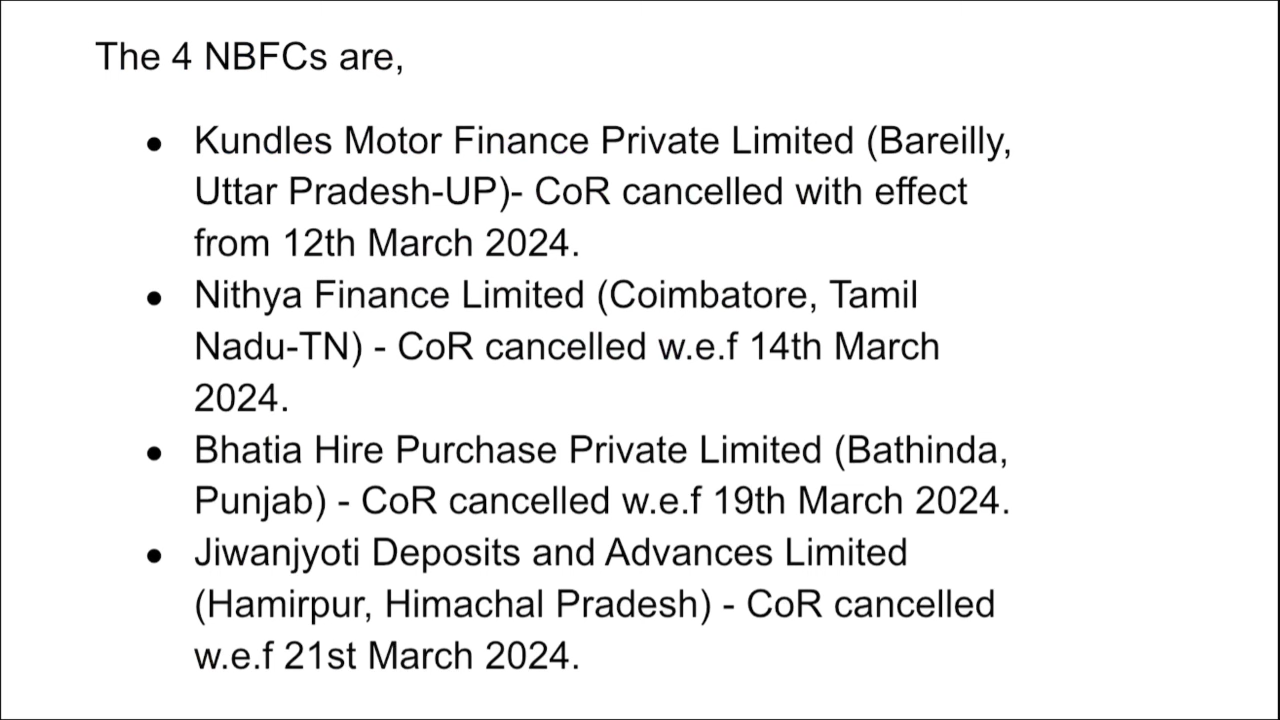 The 4 NBFCs are,
● Kundles Motor Finance Private Limited (Bareilly,
Uttar Pradesh-UP)- CoR cancelled with effect
from 12th March 2024.
● Nithya Finance Limited (Coimbatore, Tamil
Nadu-TN) - CoR cancelled w.e.f 14th March
2024.
● Bhatia Hire Purchase Private Limited (Bathinda,
Punjab) - CoR cancelled w.e.f 19th March 2024.
● Jiwanjyoti Deposits and Advances Limited
(Hamirpur, Himachal Pradesh) - CoR cancelled
w.e.f 21st March 2024.